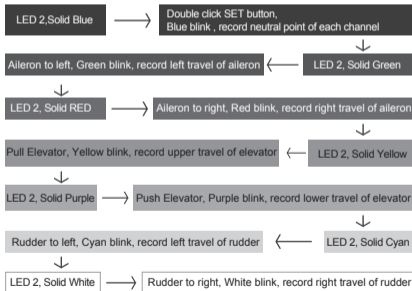 LED 2,Solid Blue
Double click SET button,
Blue blink , record neutral point of each channel
LED 2, Solid Green
Aileron to left, Green blink, record left travel of aileron
LED 2, Solid RED
Aileron to right, Red blink, record right travel of aileron
LED 2, Solid Yellow
Pull Elevator, Yellow blink, record upper travel of elevator
LED 2, Solid Purple
Push Elevator, Purple blink, record lower travel of elevator
LED 2, Solid Cyan
Rudder to left, Cyan blink, record left travel of rudder
LED 2, Solid White
Rudder to right, White blink, record right travel of rudder